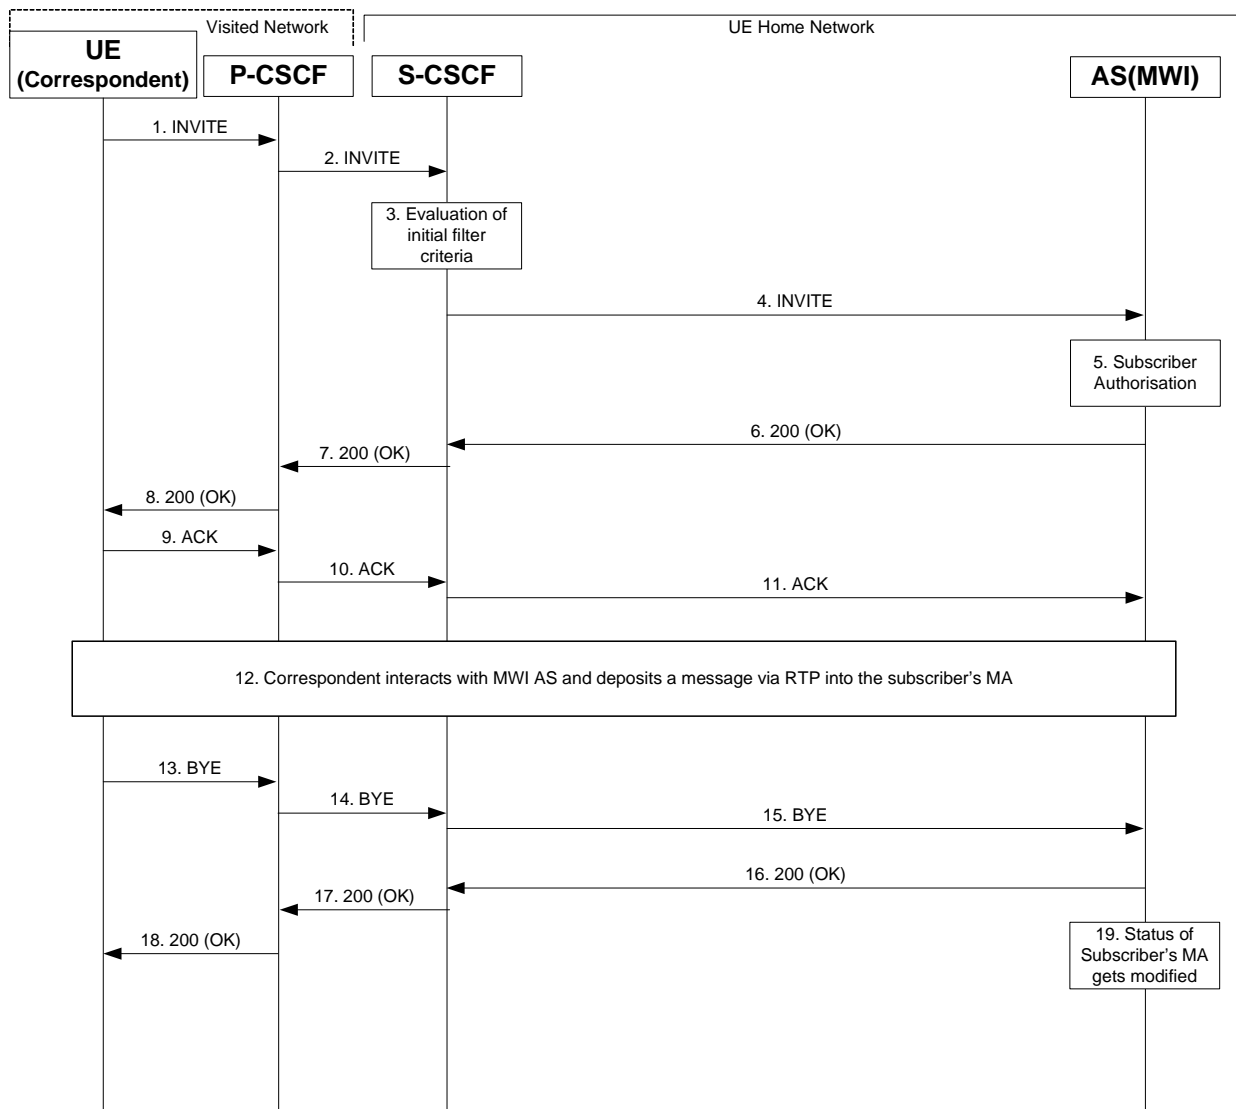 Visited Network
UE Home Network
UE
(Correspondent)
P-CSCF
S-CSCF
AS(MWI)
1. INVITE
2. INVITE
3. Evaluation of
initial filter
criteria
4. INVITE
5. Subscriber
Authorisation
6. 200 (OK)
7. 200 (OK)
8. 200 (OK)
9. ACK
10. ACK
11. ACK
12. Correspondent interacts with MWI AS and deposits a message via RTP into the subscriber's MA
13. BYE
14. BYE
15. BYE
16. 200 (OK)
17. 200 (OK)
18. 200 (OK)
19. Status of
Subscriber's MA
gets modified